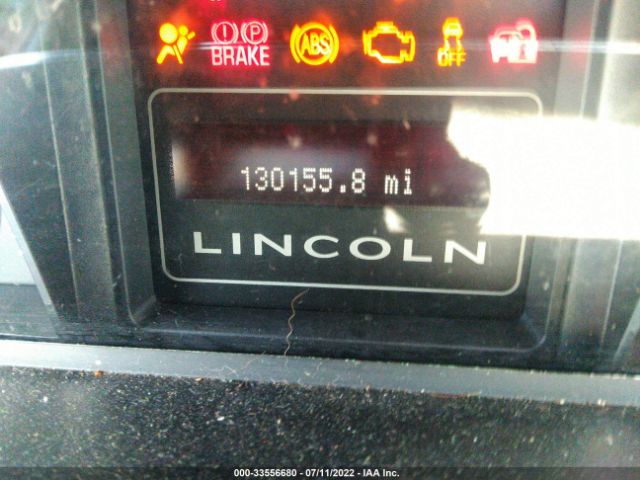 BRAKE ABS OFF
130155.8 mi
LINCOLN
000-33556680 - 07/11/2022 - IAA Inc.